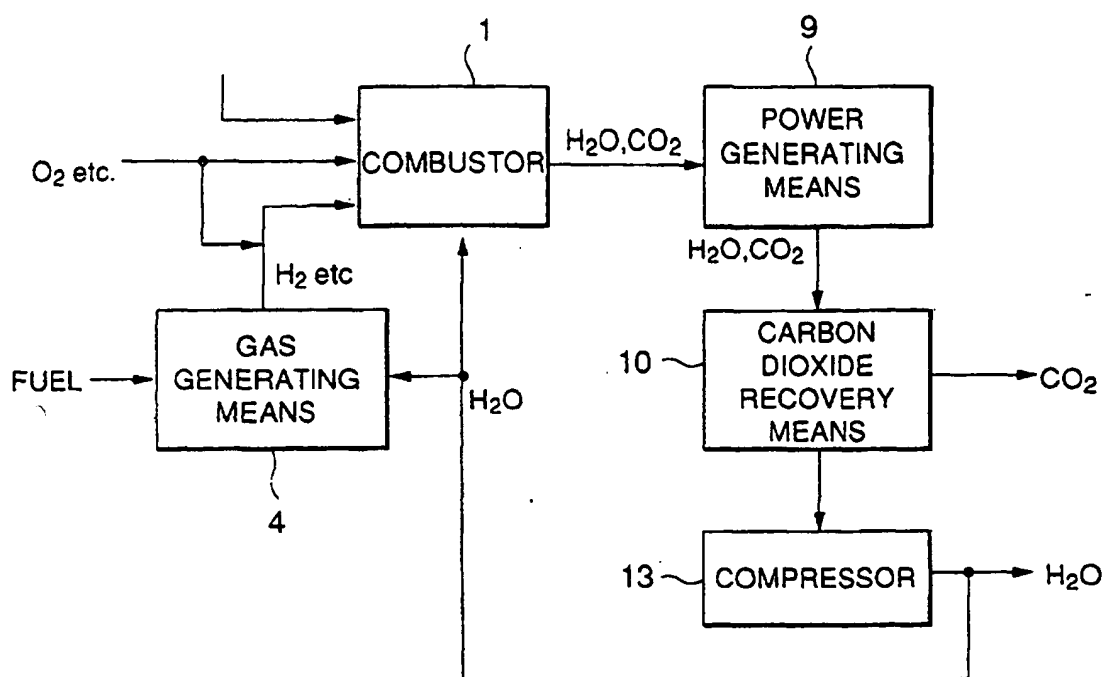 1
9
COMBUSTOR
POWER
GENERATING
MEANS
O₂ etc.
H₂O,CO₂
H₂O,CO₂
H₂ etc
FUEL
GAS
GENERATING
MEANS
4
H₂O
10
CARBON
DIOXIDE
RECOVERY
MEANS
CO₂
13
COMPRESSOR
H₂O